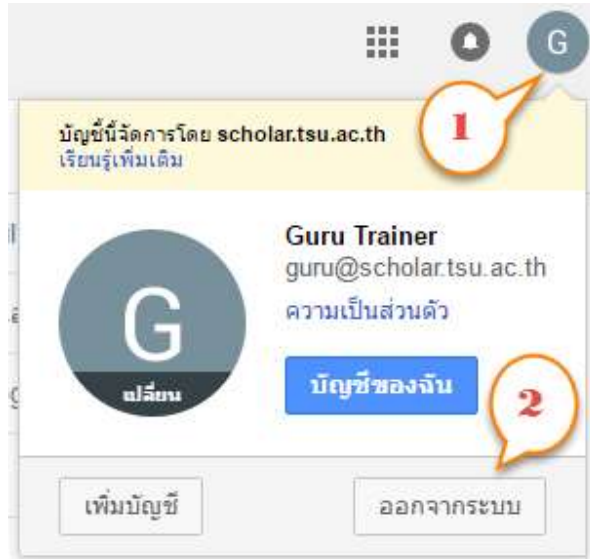 G
1
บัญชีนี้จัดการโดย scholar.tsu.ac.th
เรียนรู้เพิ่มเติม
Guru Trainer
guru@scholar.tsu.ac.th
G
ความเป็นส่วนตัว
เปลี่ยน
บัญชีของฉัน
2
เพิ่มบัญชี
ออกจากระบบ